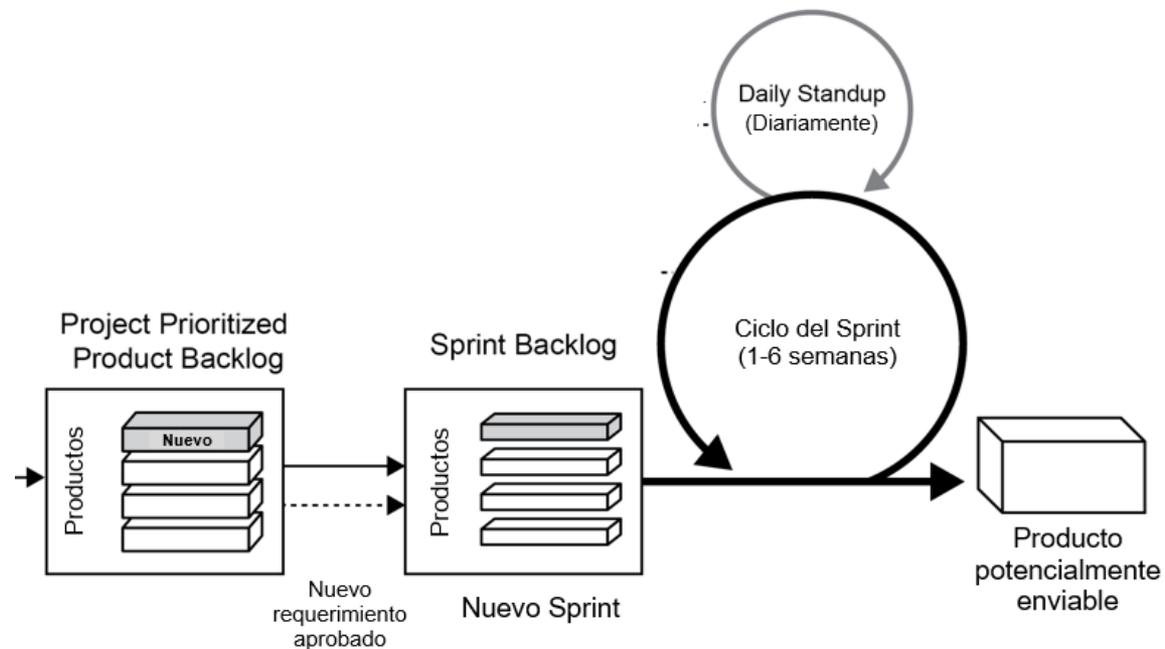 Daily Standup
(Diariamente)
Ciclo del Sprint
(1-6 semanas)
Project Prioritized
Product Backlog
Productos
Nuevo
Nuevo
requerimiento
aprobado
Sprint Backlog
Productos
Nuevo Sprint
Producto
potencialmente
enviable